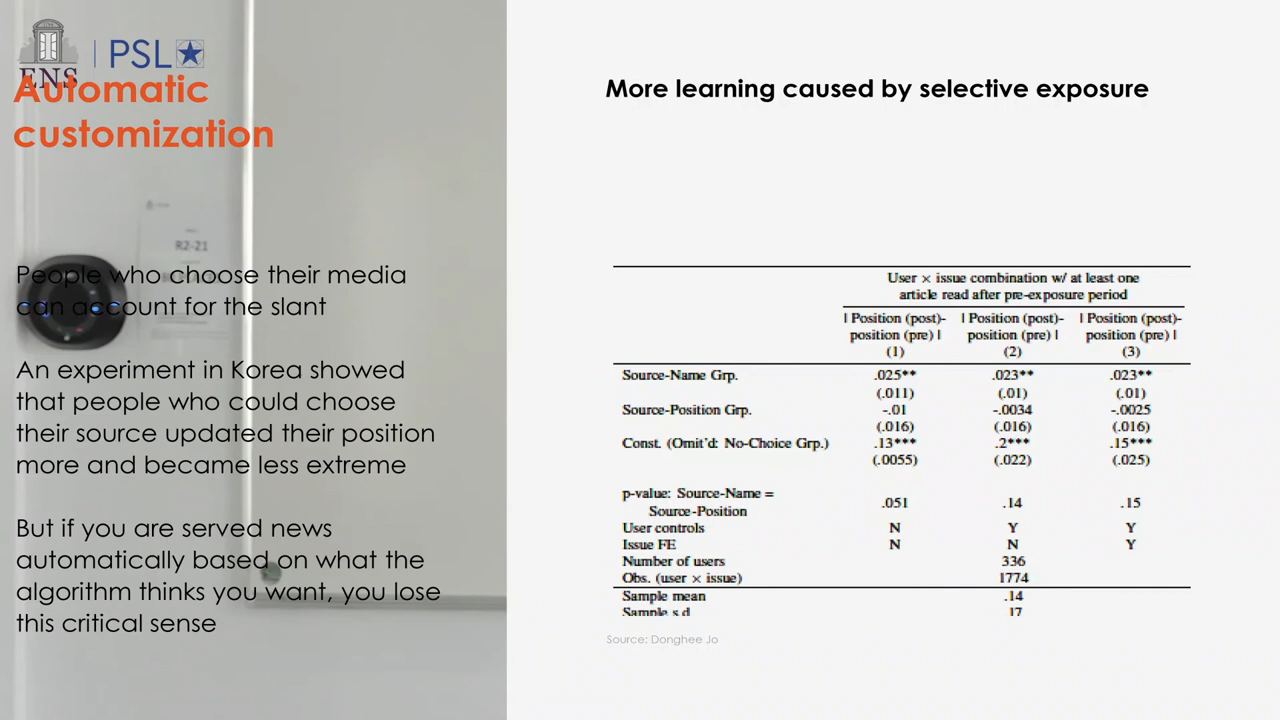 PSL
ENS
Automatic
customization
R2-21
People who choose their media
can account for the slant
An experiment in Korea showed
that people who could choose
their source updated their position
more and became less extreme
But if you are served news
automatically based on what the
algorithm thinks you want, you lose
this critical sense
More learning caused by selective exposure
User × issue combination w/ at least one
article read after pre-exposure period
| Position (post)- | Position (post)- | Position (post)-
position (pre) | position (pre) | position (pre) |
(1) (2) (3)
Source-Name Grp. .025** .023** .023**
(.011) (.01) (.01)
Source-Position Grp. -.01 -.0034 -.0025
(.016) (.016) (.016)
Const. (Omit'd: No-Choice Grp.) .13*** .2*** .15***
(.0055) (.022) (.025)
p-value: Source-Name =
Source-Position .051 .14 .15
User controls N Y Y
Issue FE N N Y
Number of users 336
Obs. (user × issue) 1774
Sample mean .14
Sample s.d .17
Source: Donghee Jo